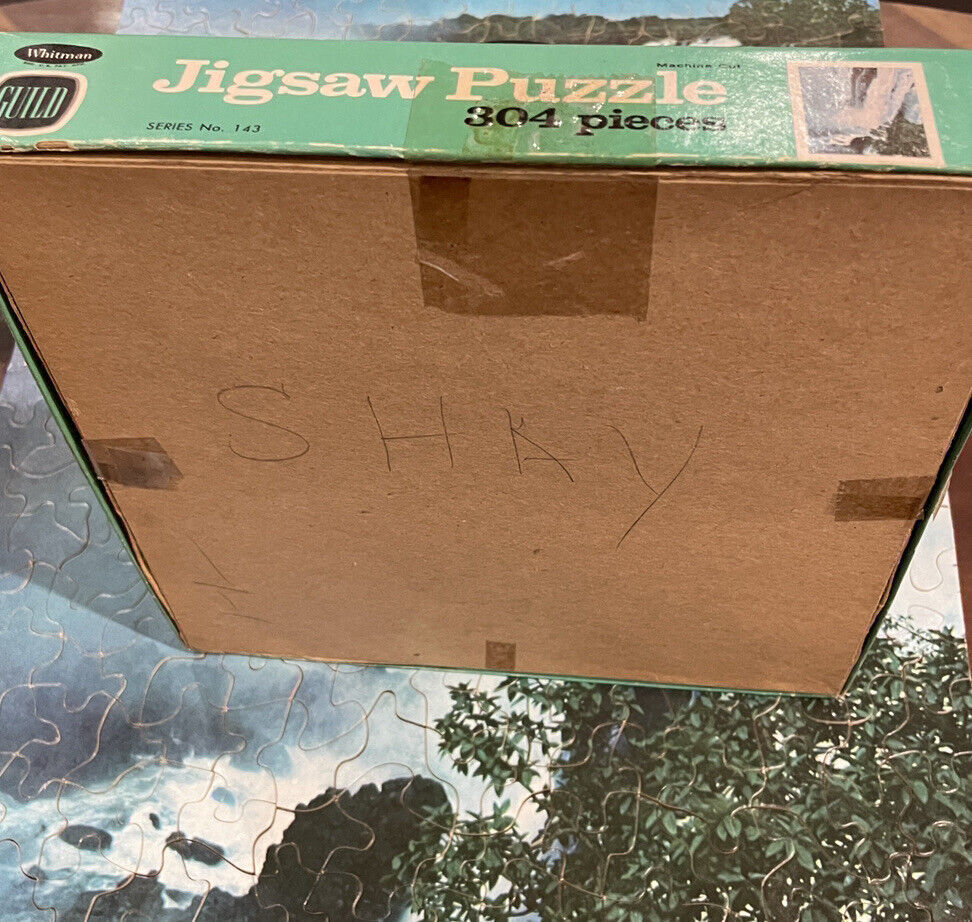 Whitman
GUILD
Jigsaw Puzzle
Machine Cut
304 pieces
SERIES No. 143
SHAY